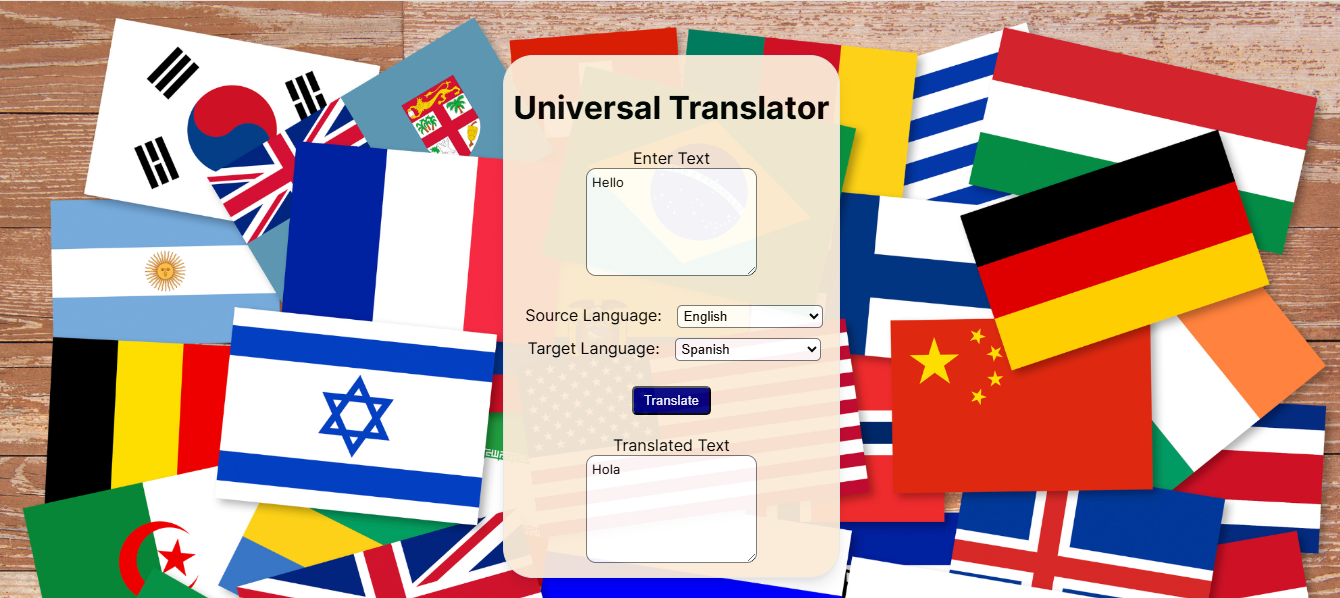 Universal Translator
Enter Text
Hello
Source Language: English
Target Language: Spanish
Translate
Translated Text
Hola